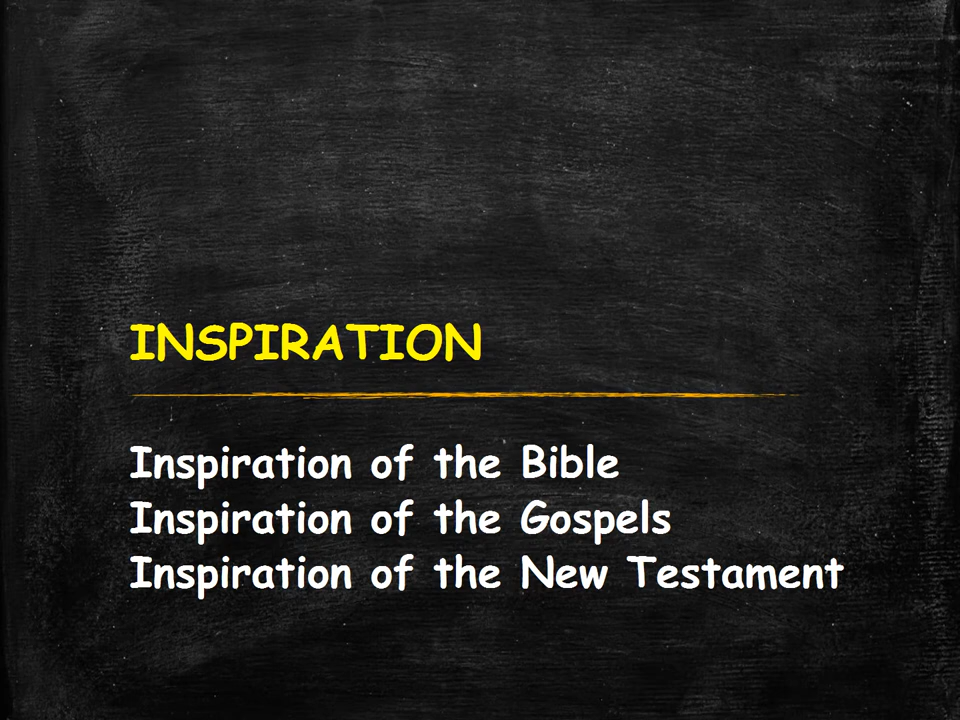 INSPIRATION
Inspiration of the Bible
Inspiration of the Gospels
Inspiration of the New Testament